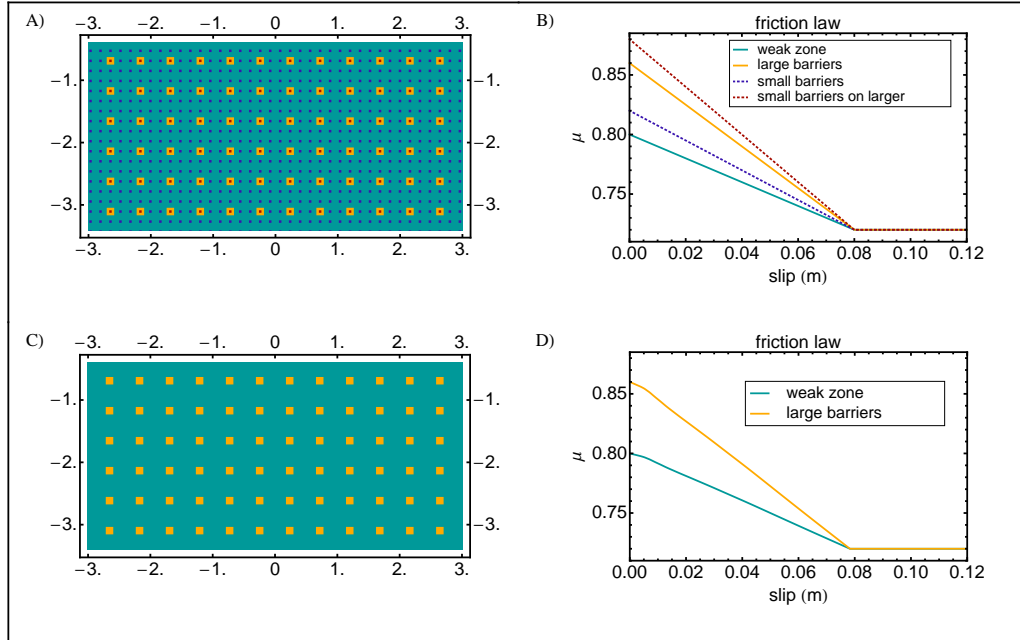 A)
−3. −2. −1. 0 1. 2. 3.
−1. −1.
−2. −2.
−3. −3.
−3. −2. −1. 0 1. 2. 3.
B)
friction law
weak zone
large barriers
small barriers
small barriers on larger
μ
0.85
0.80
0.75
0.00 0.02 0.04 0.06 0.08 0.10 0.12
slip (m)
C)
−3. −2. −1. 0 1. 2. 3.
−1. −1.
−2. −2.
−3. −3.
−3. −2. −1. 0 1. 2. 3.
D)
friction law
weak zone
large barriers
μ
0.85
0.80
0.75
0.00 0.02 0.04 0.06 0.08 0.10 0.12
slip (m)